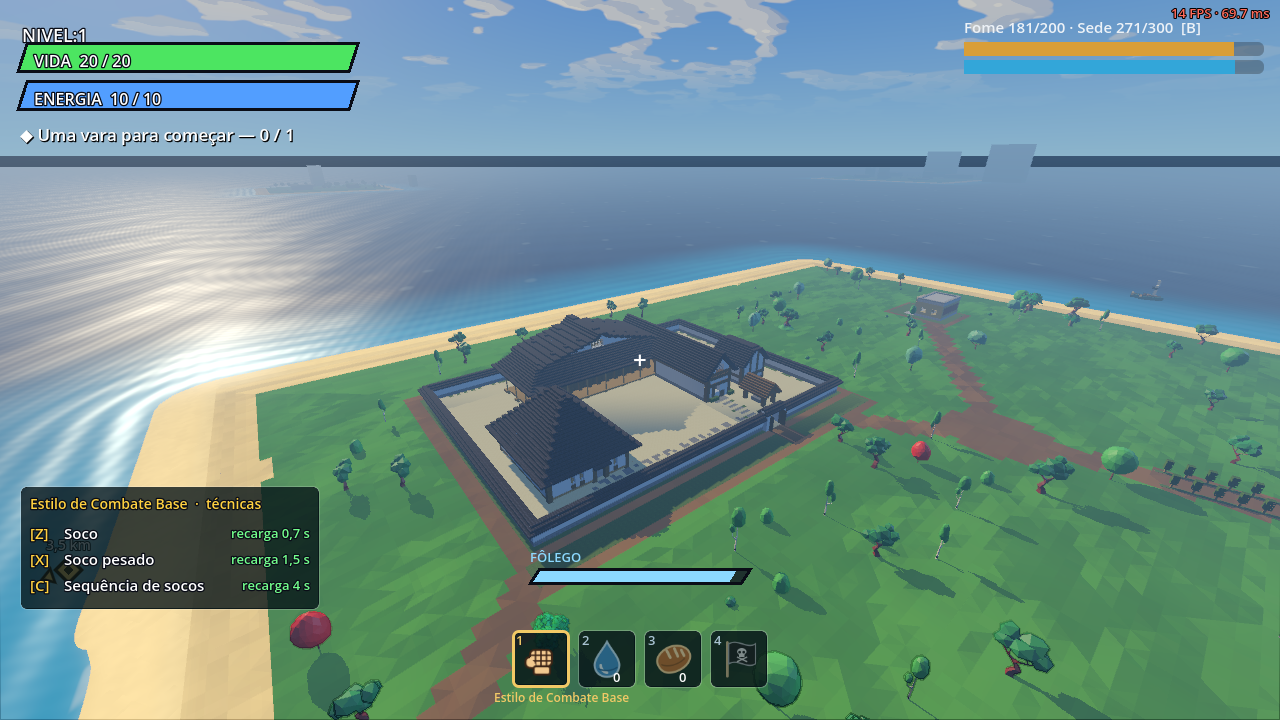 14 FPS · 69.7 ms
NIVEL:1
Fome 181/200 · Sede 271/300 [B]
VIDA 20 / 20
ENERGIA 10 / 10
◆ Uma vara para começar — 0 / 1
Estilo de Combate Base · técnicas
[Z] Soco recarga 0,7 s
[X] Soco pesado recarga 1,5 s
[C] Sequência de socos recarga 4 s
FÔLEGO
1
2
0
3
0
4
Estilo de Combate Base